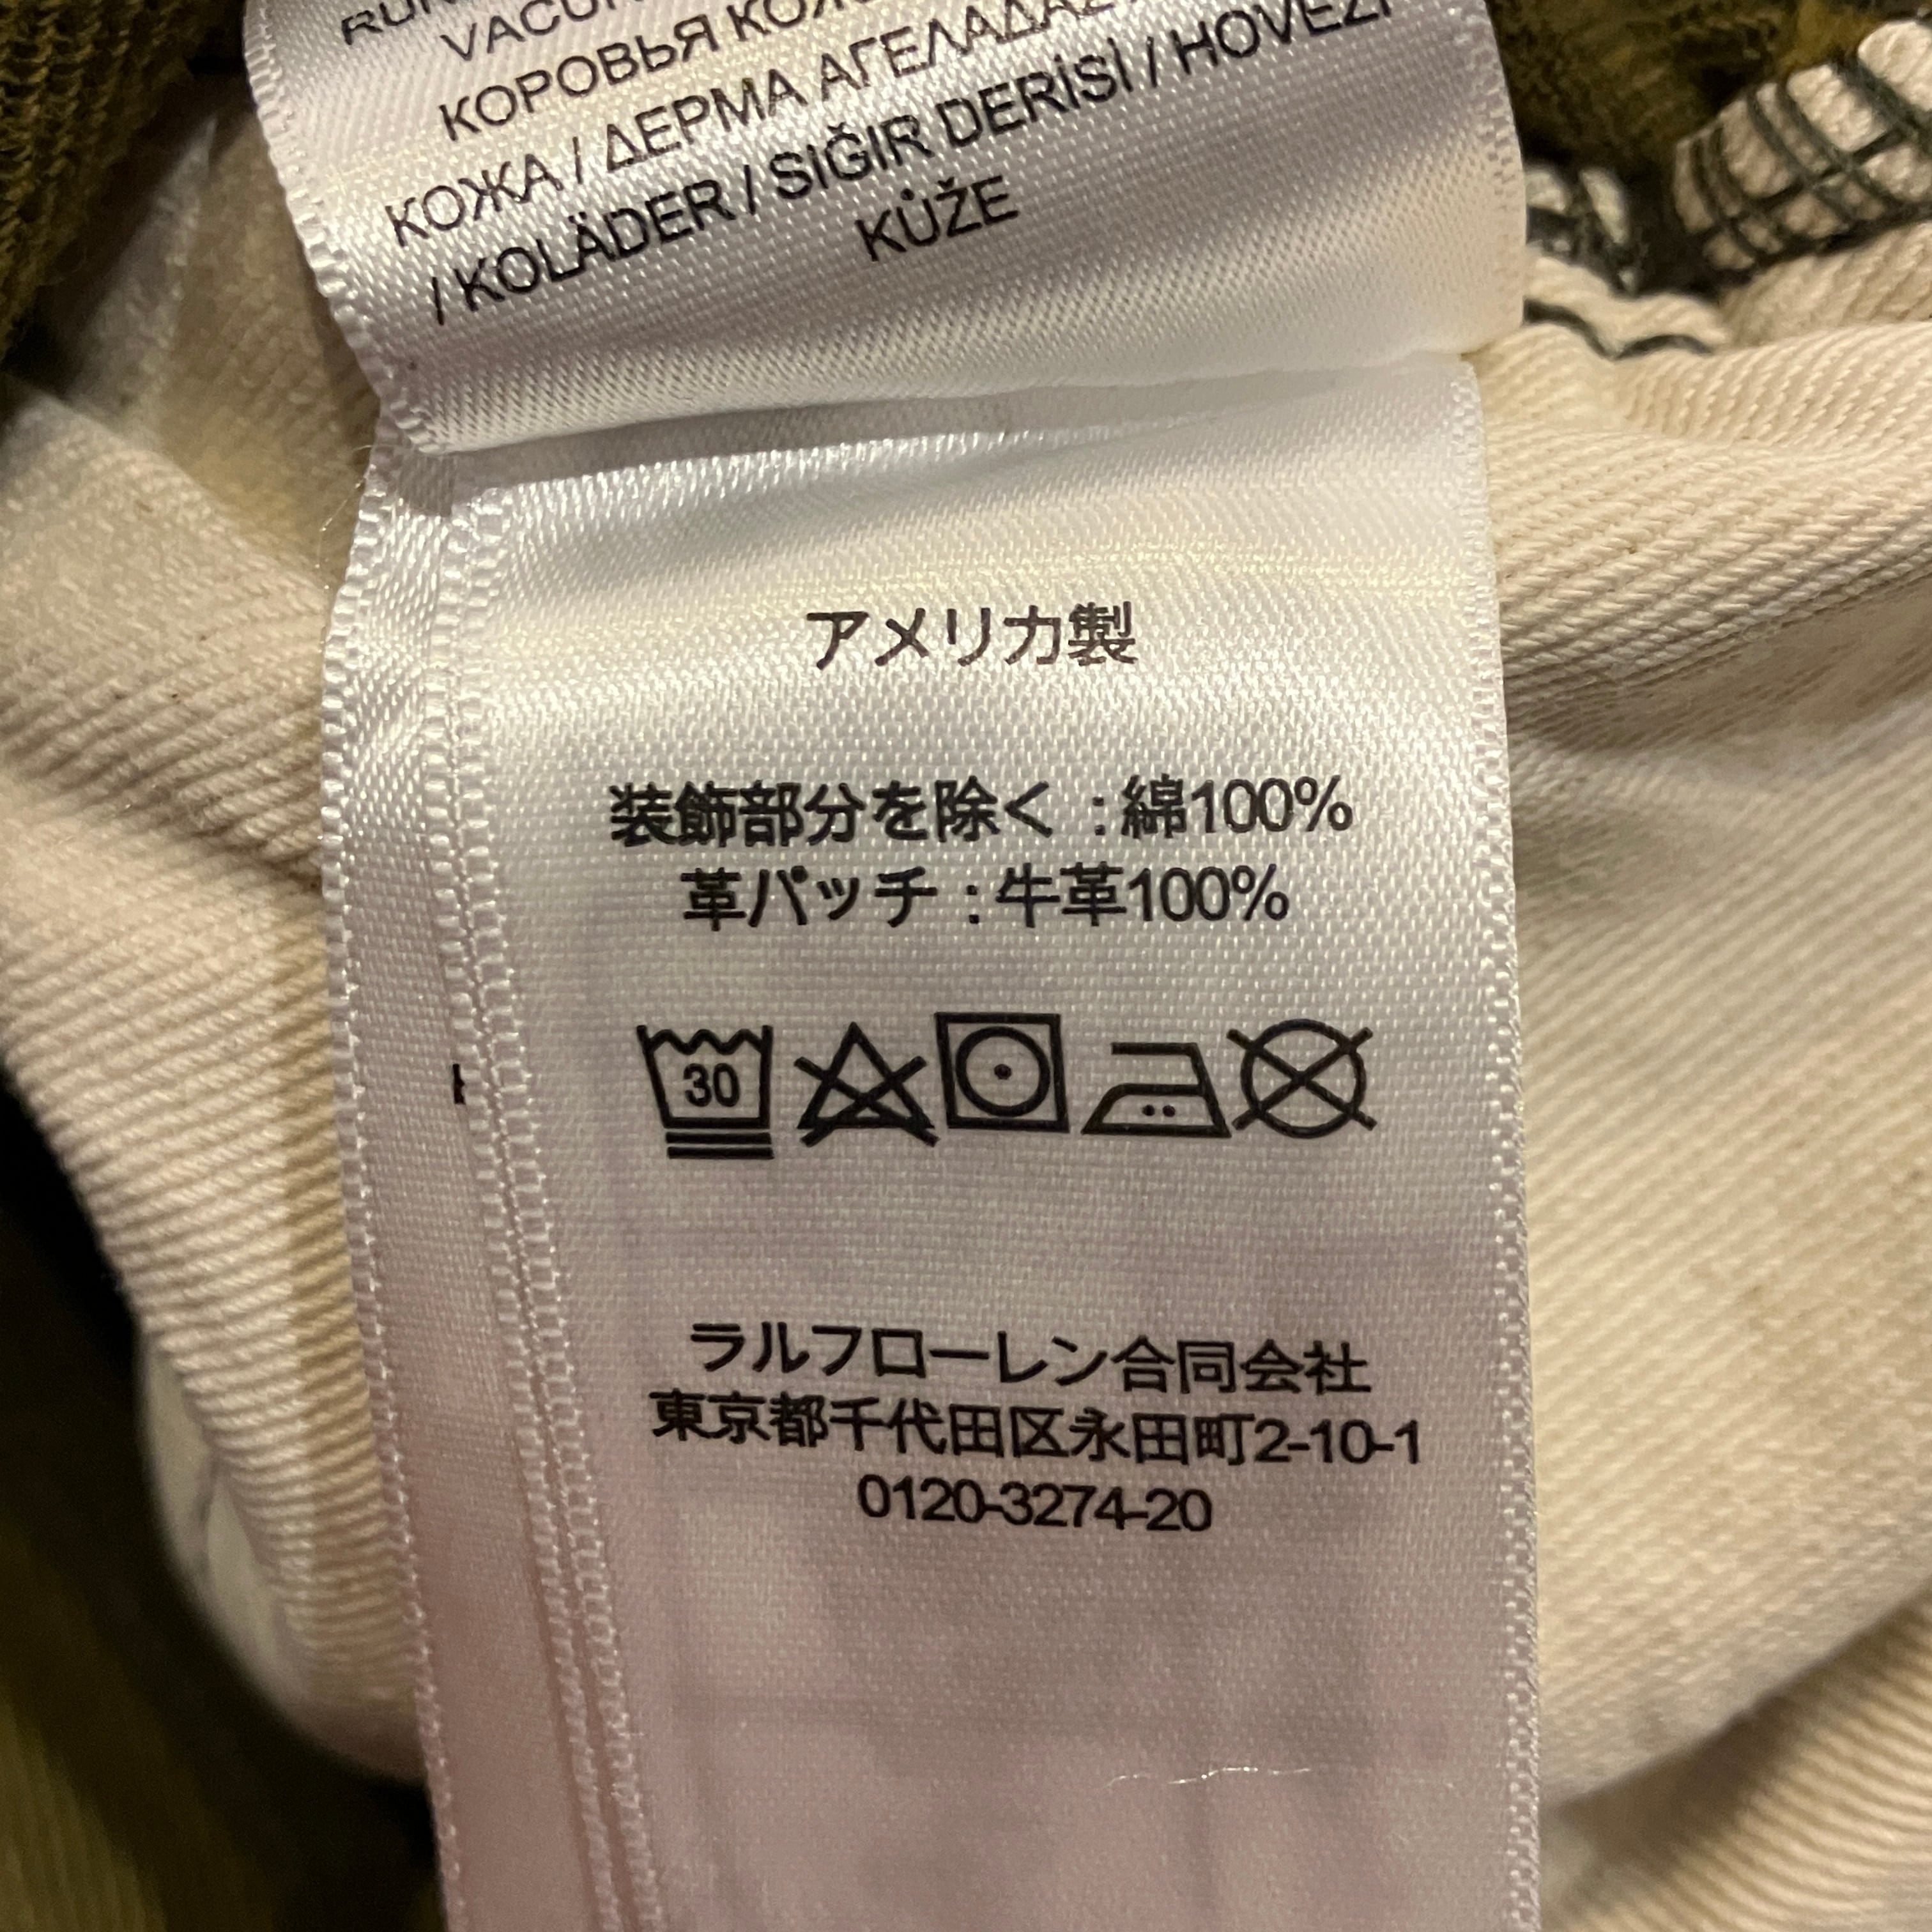 КОРОВЬЯ
КОЖА / ΔΕΡΜΑ ΑΓΕΛΑΔΑΣ
/ KOLÄDER / SIĞIR DERİSİ / HOVĚZÍ
KŮŽE
アメリカ製
装飾部分を除く : 綿100%
革パッチ : 牛革100%
30
ラルフローレン合同会社
東京都千代田区永田町2-10-1
0120-3274-20